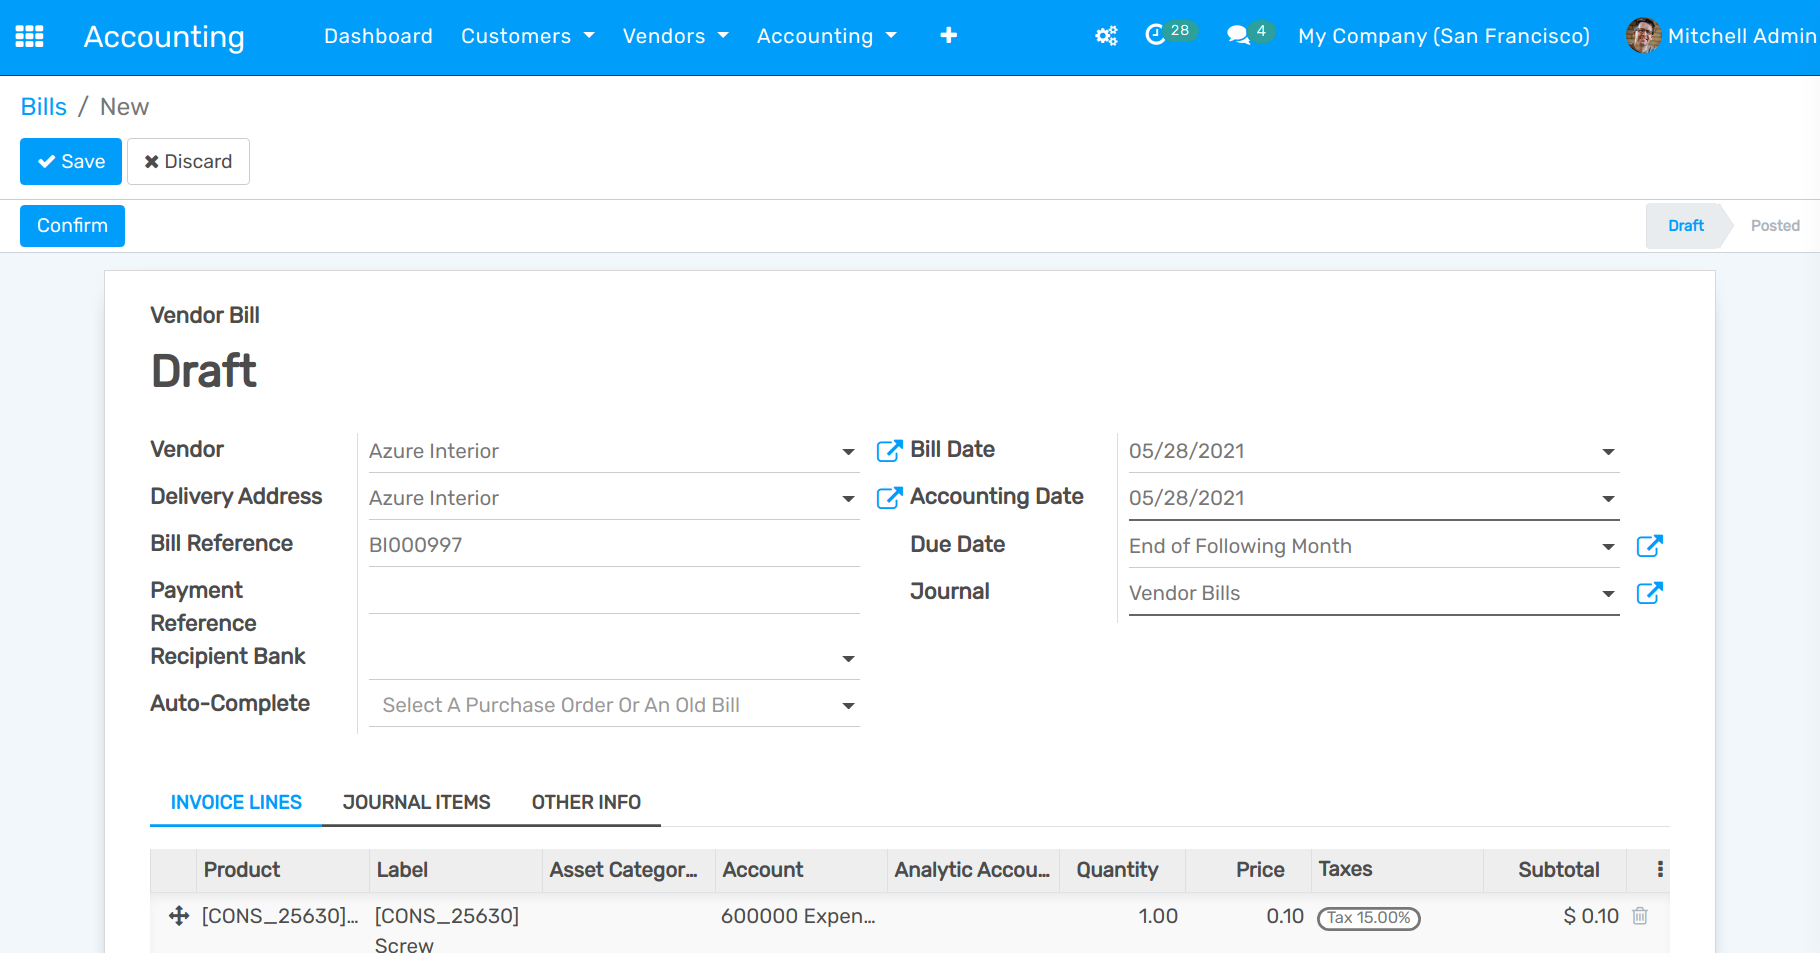 Accounting Dashboard Customers Vendors Accounting 28 4 My Company (San Francisco) Mitchell Admin
Bills / New
Save Discard
Confirm Draft Posted
Vendor Bill
Draft
Vendor Azure Interior Bill Date 05/28/2021
Delivery Address Azure Interior Accounting Date 05/28/2021
Bill Reference BI000997 Due Date End of Following Month
Payment Journal Vendor Bills
Reference
Recipient Bank
Auto-Complete Select A Purchase Order Or An Old Bill
INVOICE LINES JOURNAL ITEMS OTHER INFO
Product Label Asset Categor... Account Analytic Accou... Quantity Price Taxes Subtotal
[CONS_25630]... [CONS_25630] 600000 Expen... 1.00 0.10 Tax 15.00% $ 0.10
Screw